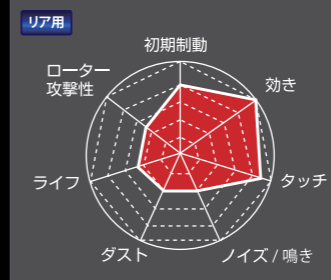 リア用
初期制動
ローター
攻撃性
効き
ライフ
タッチ
ダスト
ノイズ / 鳴き